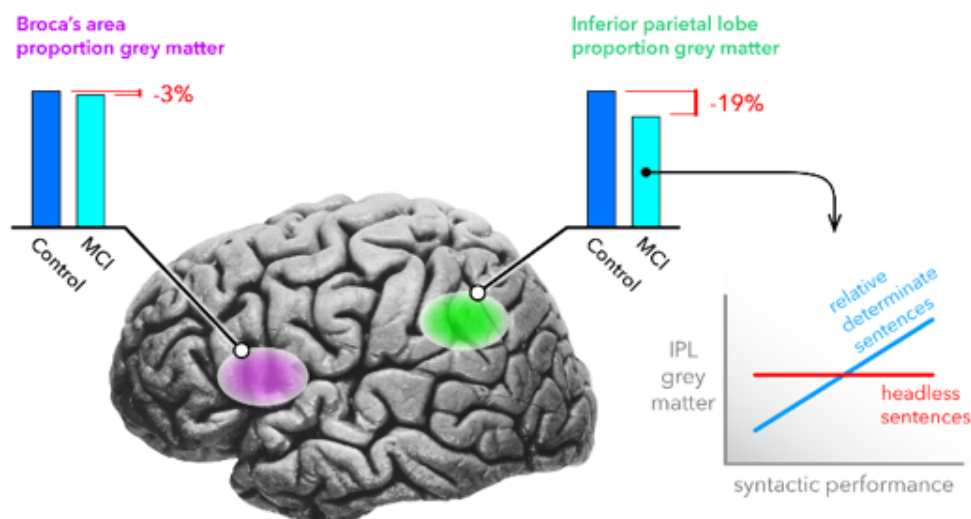 Broca's area
proportion grey matter
-3%
Control
MCI
Inferior parietal lobe
proportion grey matter
-19%
Control
MCI
relative
determinate
sentences
IPL
grey
matter
headless
sentences
syntactic performance